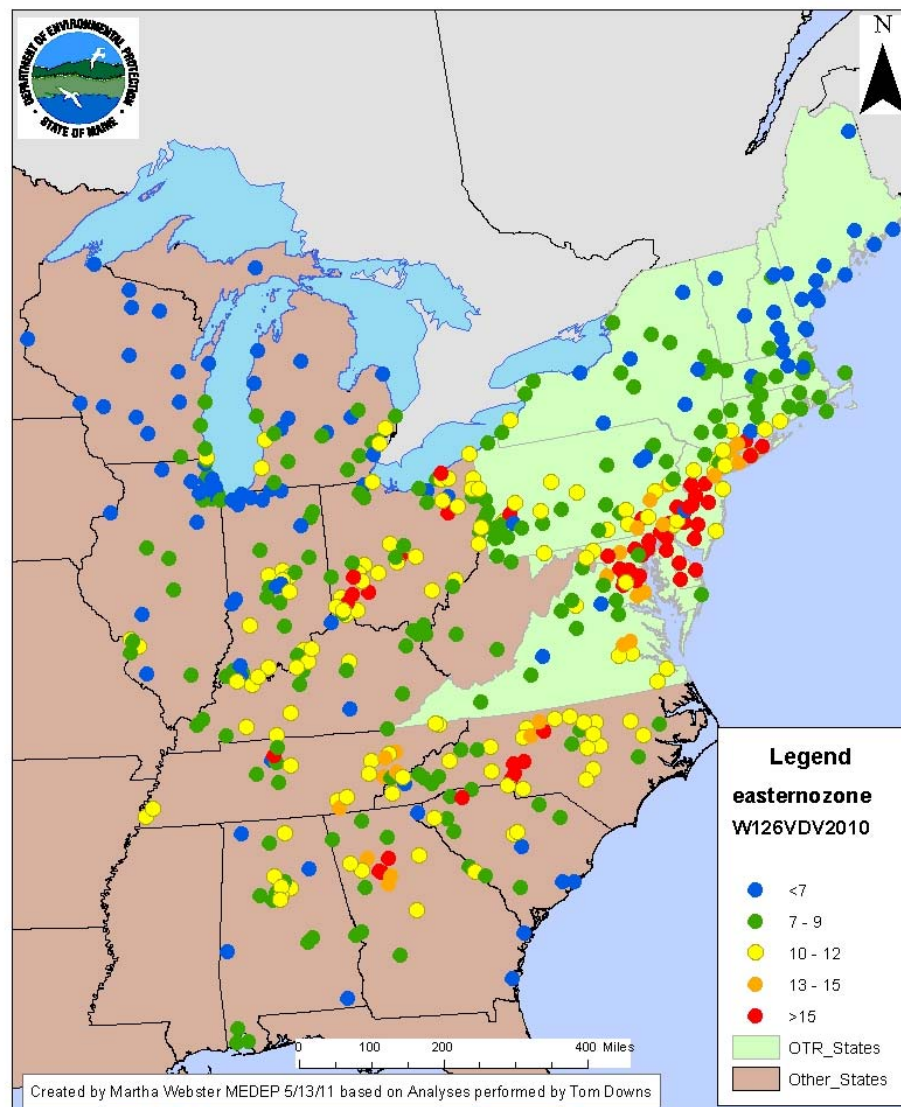 DEPARTMENT OF ENVIRONMENTAL PROTECTION
STATE OF MAINE
N
Legend
easternozone
W126VDV2010
<7
7 - 9
10 - 12
13 - 15
>15
OTR_States
Other_States
0 100 200 400 Miles
Created by Martha Webster MEDEP 5/13/11 based on Analyses performed by Tom Downs